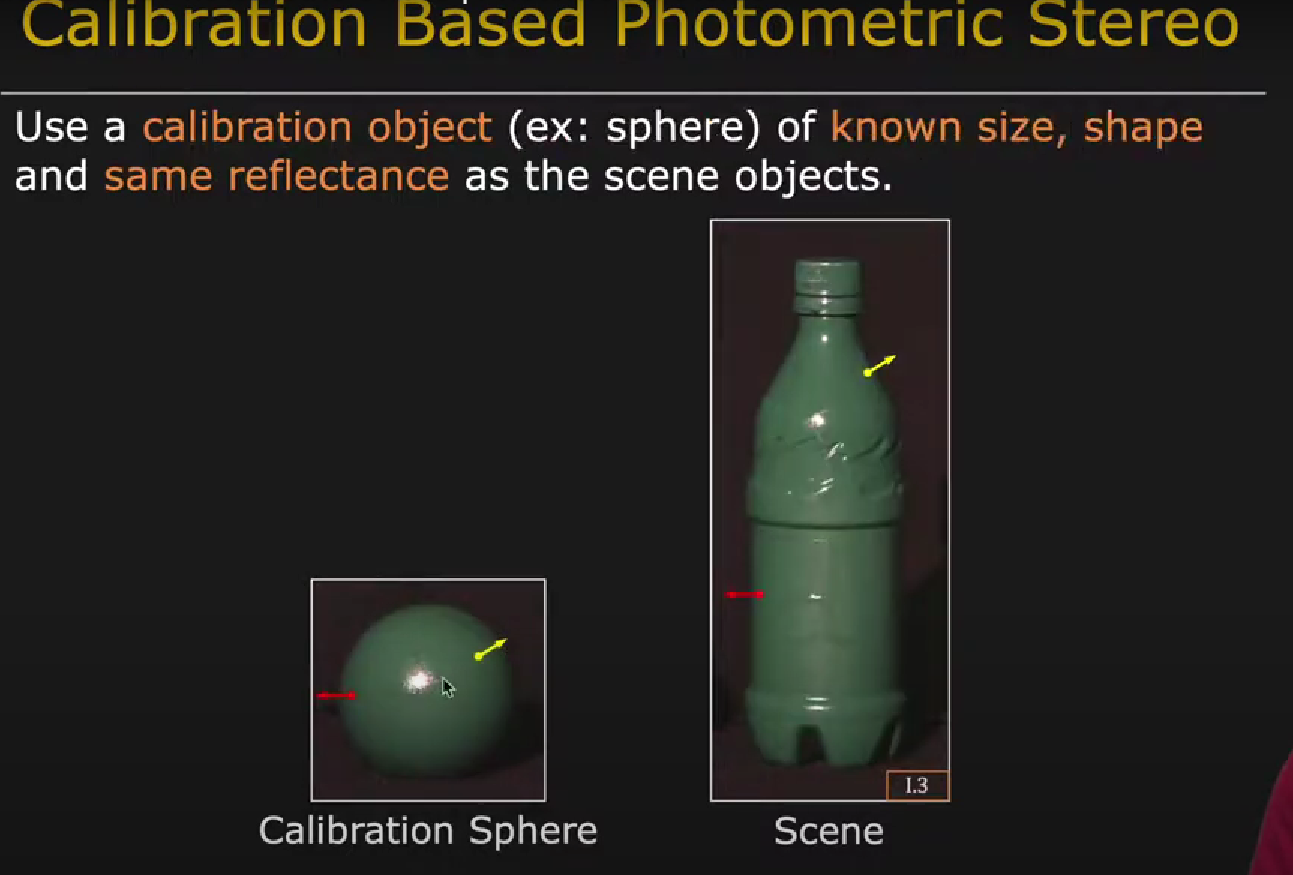 Calibration Based Photometric Stereo
Use a calibration object (ex: sphere) of known size, shape
and same reflectance as the scene objects.
I.3
Calibration Sphere
Scene